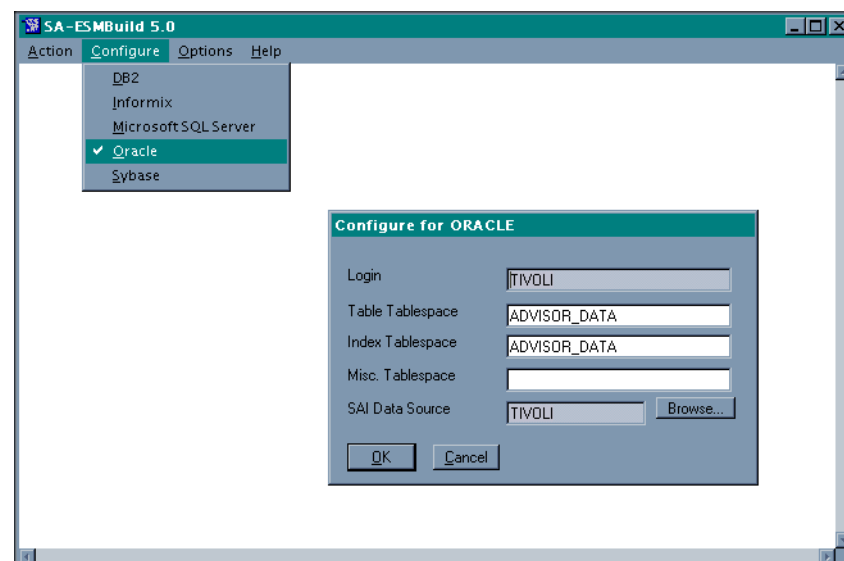 SA-ESMBuild 5.0
Action Configure Options Help
DB2
Informix
Microsoft SQL Server
Oracle
Sybase
Configure for ORACLE
Login TIVOLI
Table Tablespace ADVISOR_DATA
Index Tablespace ADVISOR_DATA
Misc. Tablespace
SAI Data Source TIVOLI Browse...
OK Cancel